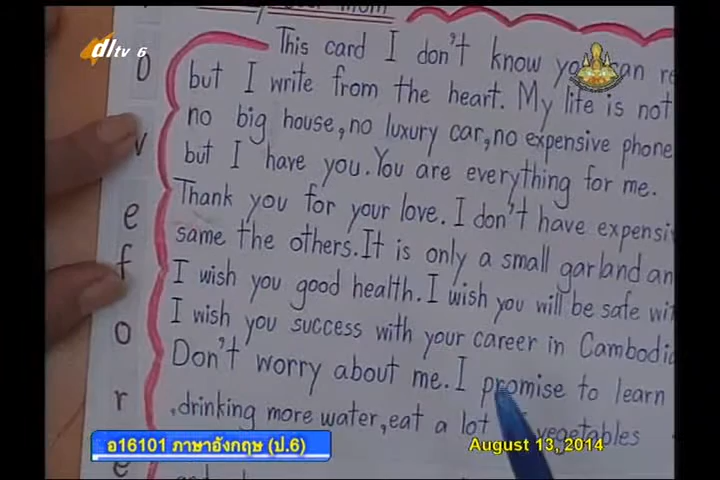 dltv 6
This card I don't know you can
but I write from the heart. My life is not
no big house, no luxury car, no expensive phone
but I have you. You are everything for me.
Thank you for your love. I don't have
same the others. It is only a small garland
I wish you good health. I wish you will be safe
I wish you success with your career in Cambodia
Don't worry about me. I promise to learn
,drinking more water, eat a lot of vegetables
v
e
f
o
r
e
อ16101 ภาษาอังกฤษ (ป.6)
August 13, 2014